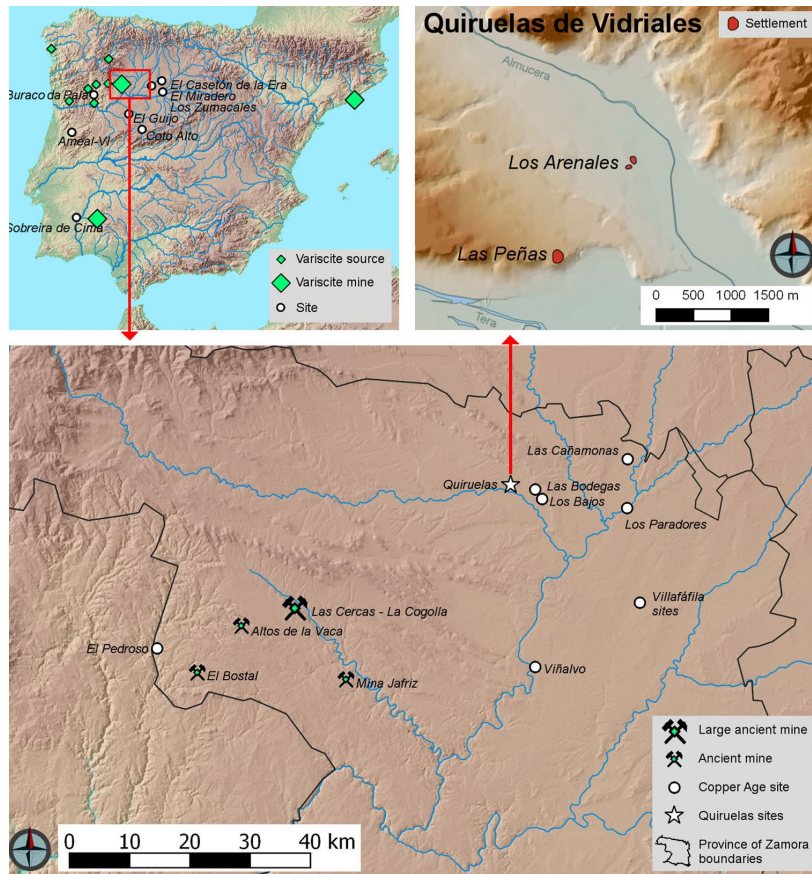 El Casetón de la Era
El Miradero
Los Zumacales
Buraco da Pala
El Guijo
Coto Alto
Ameal-VI
Sobreira de Cima
Variscite source
Variscite mine
Site
Quiruelas de Vidriales
Settlement
Almucera
Los Arenales
Las Peñas
0 500 1000 1500 m
Tera
Las Cañamonas
Quiruelas
Las Bodegas
Los Bajos
Los Paradores
Las Cercas - La Cogolla
Villafáfila
sites
Altos de la Vaca
El Pedroso
El Bostal
Mina Jafriz
Viñalvo
Large ancient mine
Ancient mine
Copper Age site
Quiruelas sites
Province of Zamora
boundaries
0 10 20 30 40 km